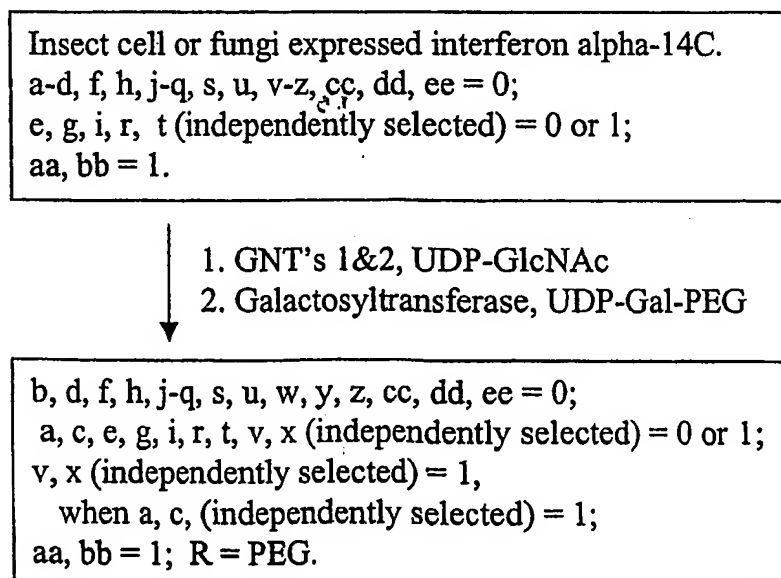 Insect cell or fungi expressed interferon alpha-14C.
a-d, f, h, j-q, s, u, v-z, cc, dd, ee = 0;
e, g, i, r, t (independently selected) = 0 or 1;
aa, bb = 1.
1. GNT's 1&2, UDP-GlcNAc
2. Galactosyltransferase, UDP-Gal-PEG
b, d, f, h, j-q, s, u, w, y, z, cc, dd, ee = 0;
a, c, e, g, i, r, t, v, x (independently selected) = 0 or 1;
v, x (independently selected) = 1,
when a, c, (independently selected) = 1;
aa, bb = 1; R = PEG.